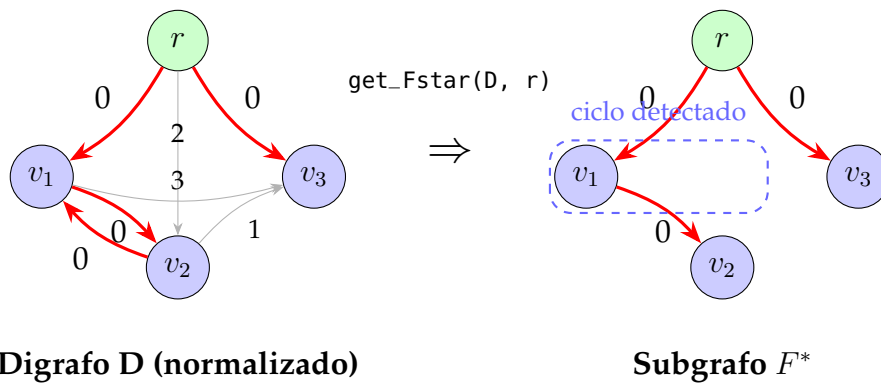 r
0
0
2
3
v₁
v₃
0
0
1
v₂
Digrafo D (normalizado)
get_Fstar(D, r)
⇒
r
0
0
ciclo detectado
v₁
v₃
0
v₂
Subgrafo F*